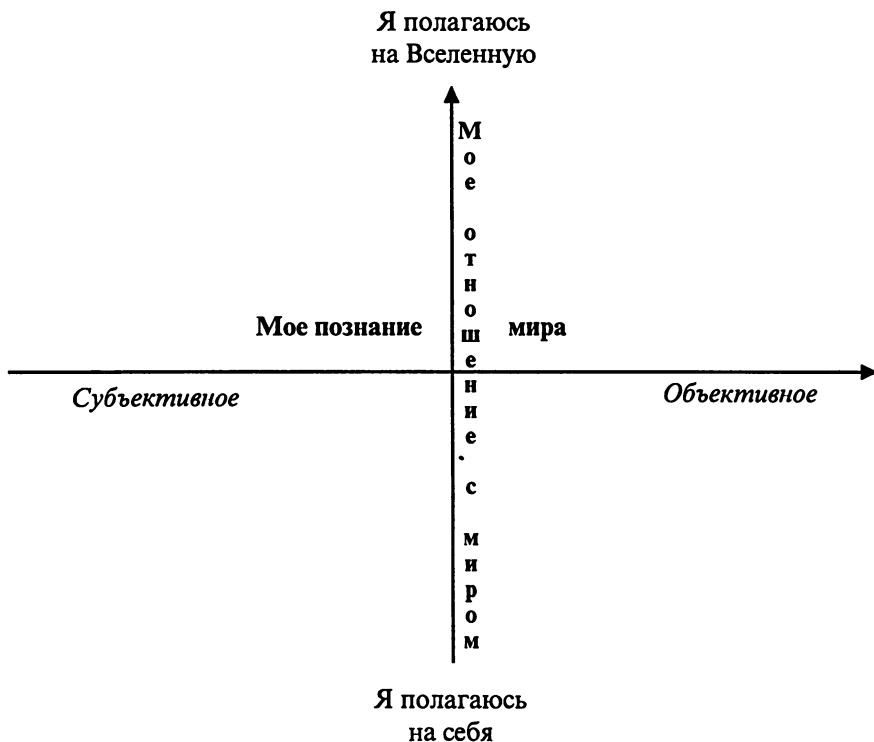 Я полагаюсь
на Вселенную
Мое отношение с миром
Мое познание мира
Субъективное
Объективное
Я полагаюсь
на себя